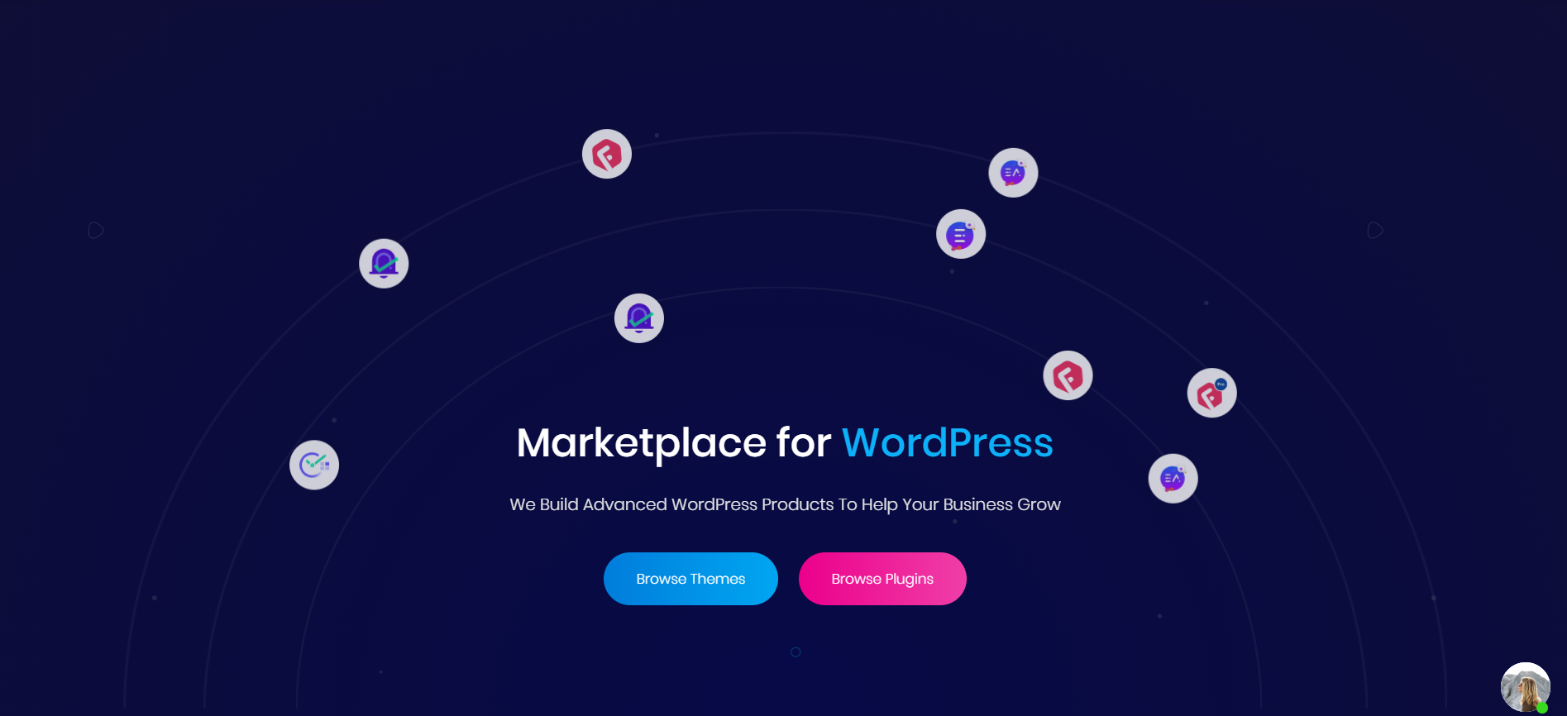 Marketplace for WordPress
We Build Advanced WordPress Products To Help Your Business Grow
Browse Themes
Browse Plugins